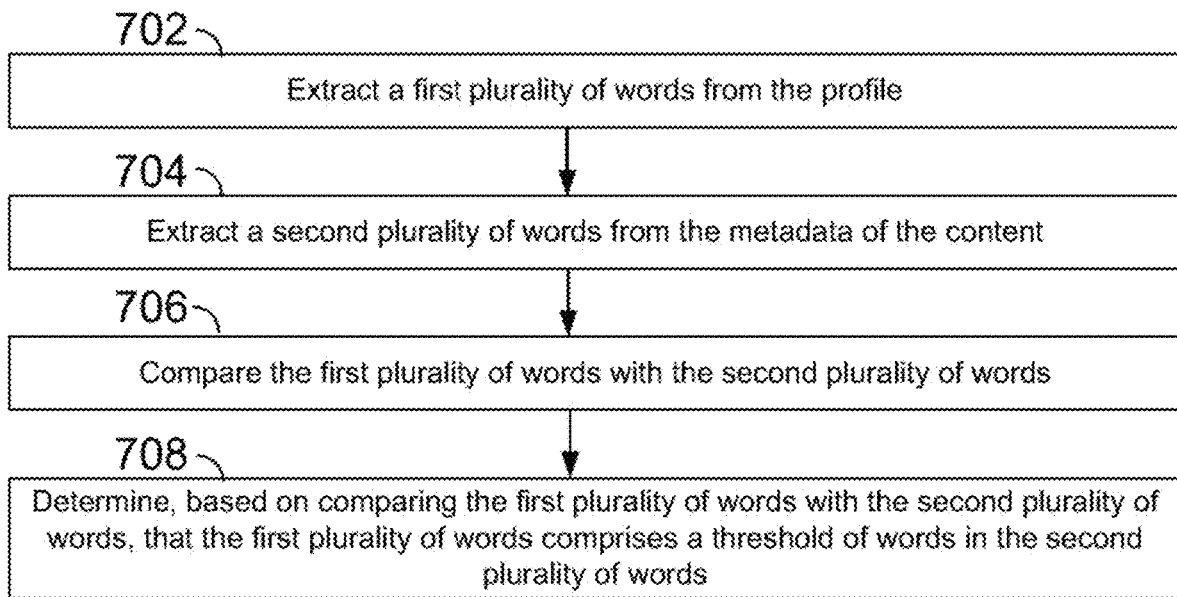 702
Extract a first plurality of words from the profile
704
Extract a second plurality of words from the metadata of the content
706
Compare the first plurality of words with the second plurality of words
708
Determine, based on comparing the first plurality of words with the second plurality of
words, that the first plurality of words comprises a threshold of words in the second
plurality of words